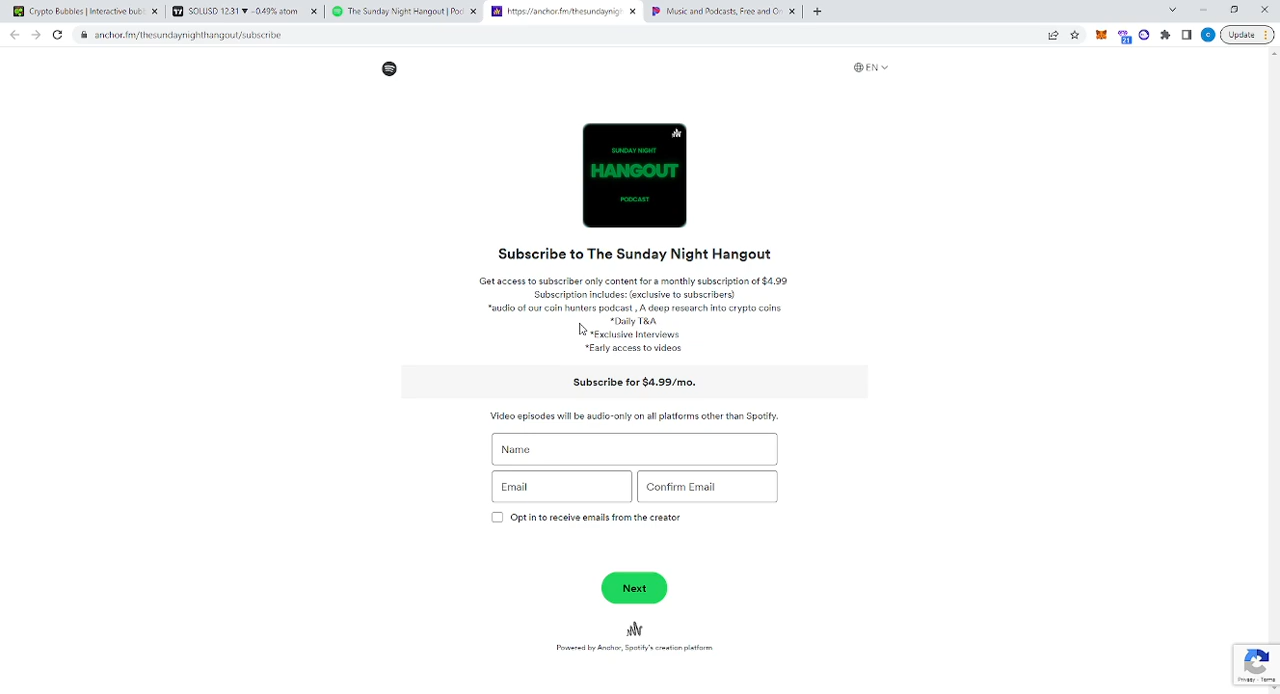 Crypto Bubbles | Interactive bubl
SOLUSD 12.31 ▼ −0.49% atom
The Sunday Night Hangout | Pod
https://anchor.fm/thesundaynigh
Music and Podcasts, Free and On
anchor.fm/thesundaynighthangout/subscribe
21
C
Update
EN
SUNDAY NIGHT
HANGOUT
PODCAST
Subscribe to The Sunday Night Hangout
Get access to subscriber only content for a monthly subscription of $4.99
Subscription includes: (exclusive to subscribers)
*audio of our coin hunters podcast , A deep research into crypto coins
*Daily T&A
*Exclusive Interviews
*Early access to videos
Subscribe for $4.99/mo.
Video episodes will be audio-only on all platforms other than Spotify.
Name
Email
Confirm Email
Opt in to receive emails from the creator
Next
Powered by Anchor, Spotify's creation platform
Privacy - Terms